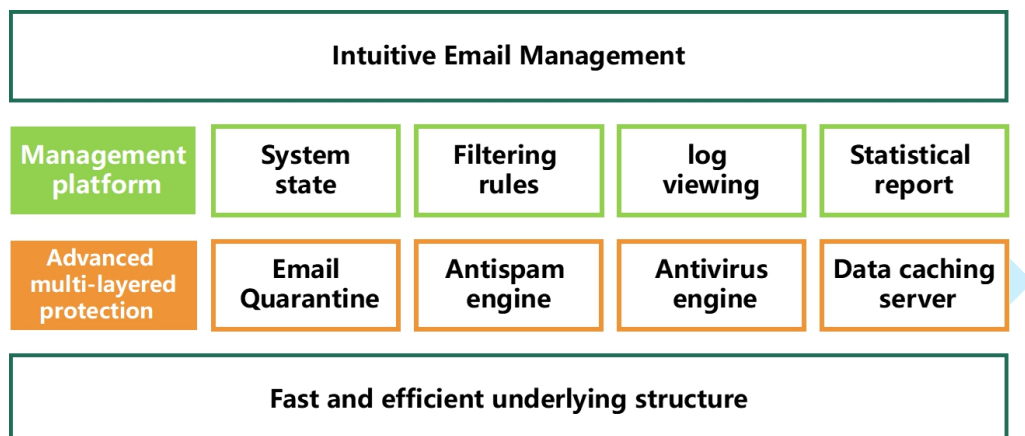 Intuitive Email Management
Management
platform
System
state
Filtering
rules
log
viewing
Statistical
report
Advanced
multi-layered
protection
Email
Quarantine
Antispam
engine
Antivirus
engine
Data caching
server
Fast and efficient underlying structure